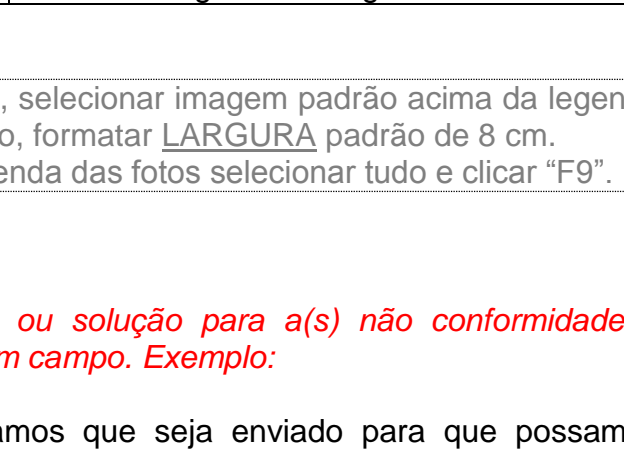 , selecionar imagem padrão acima da legen
o, formatar LARGURA padrão de 8 cm.
enda das fotos selecionar tudo e clicar “F9”.
ou solução para a(s) não conformidade
m campo. Exemplo:
amos que seja enviado para que possam